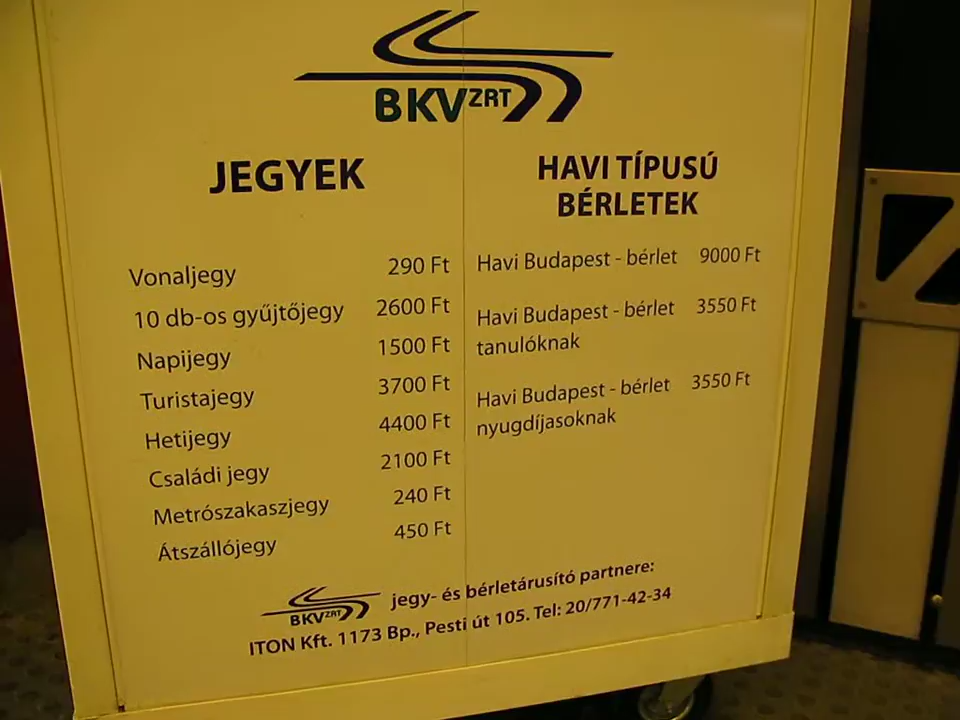 BKV ZRT
JEGYEK
Vonaljegy 290 Ft
10 db-os gyűjtőjegy 2600 Ft
Napijegy 1500 Ft
Turistajegy 3700 Ft
Hetijegy 4400 Ft
Családi jegy 2100 Ft
Metrószakaszjegy 240 Ft
Átszállójegy 450 Ft
HAVI TÍPUSÚ
BÉRLETEK
Havi Budapest - bérlet 9000 Ft
Havi Budapest - bérlet 3550 Ft
tanulóknak
Havi Budapest - bérlet 3550 Ft
nyugdíjasoknak
BKV ZRT jegy- és bérletárusító partnere:
ITON Kft. 1173 Bp., Pesti út 105. Tel: 20/771-42-34